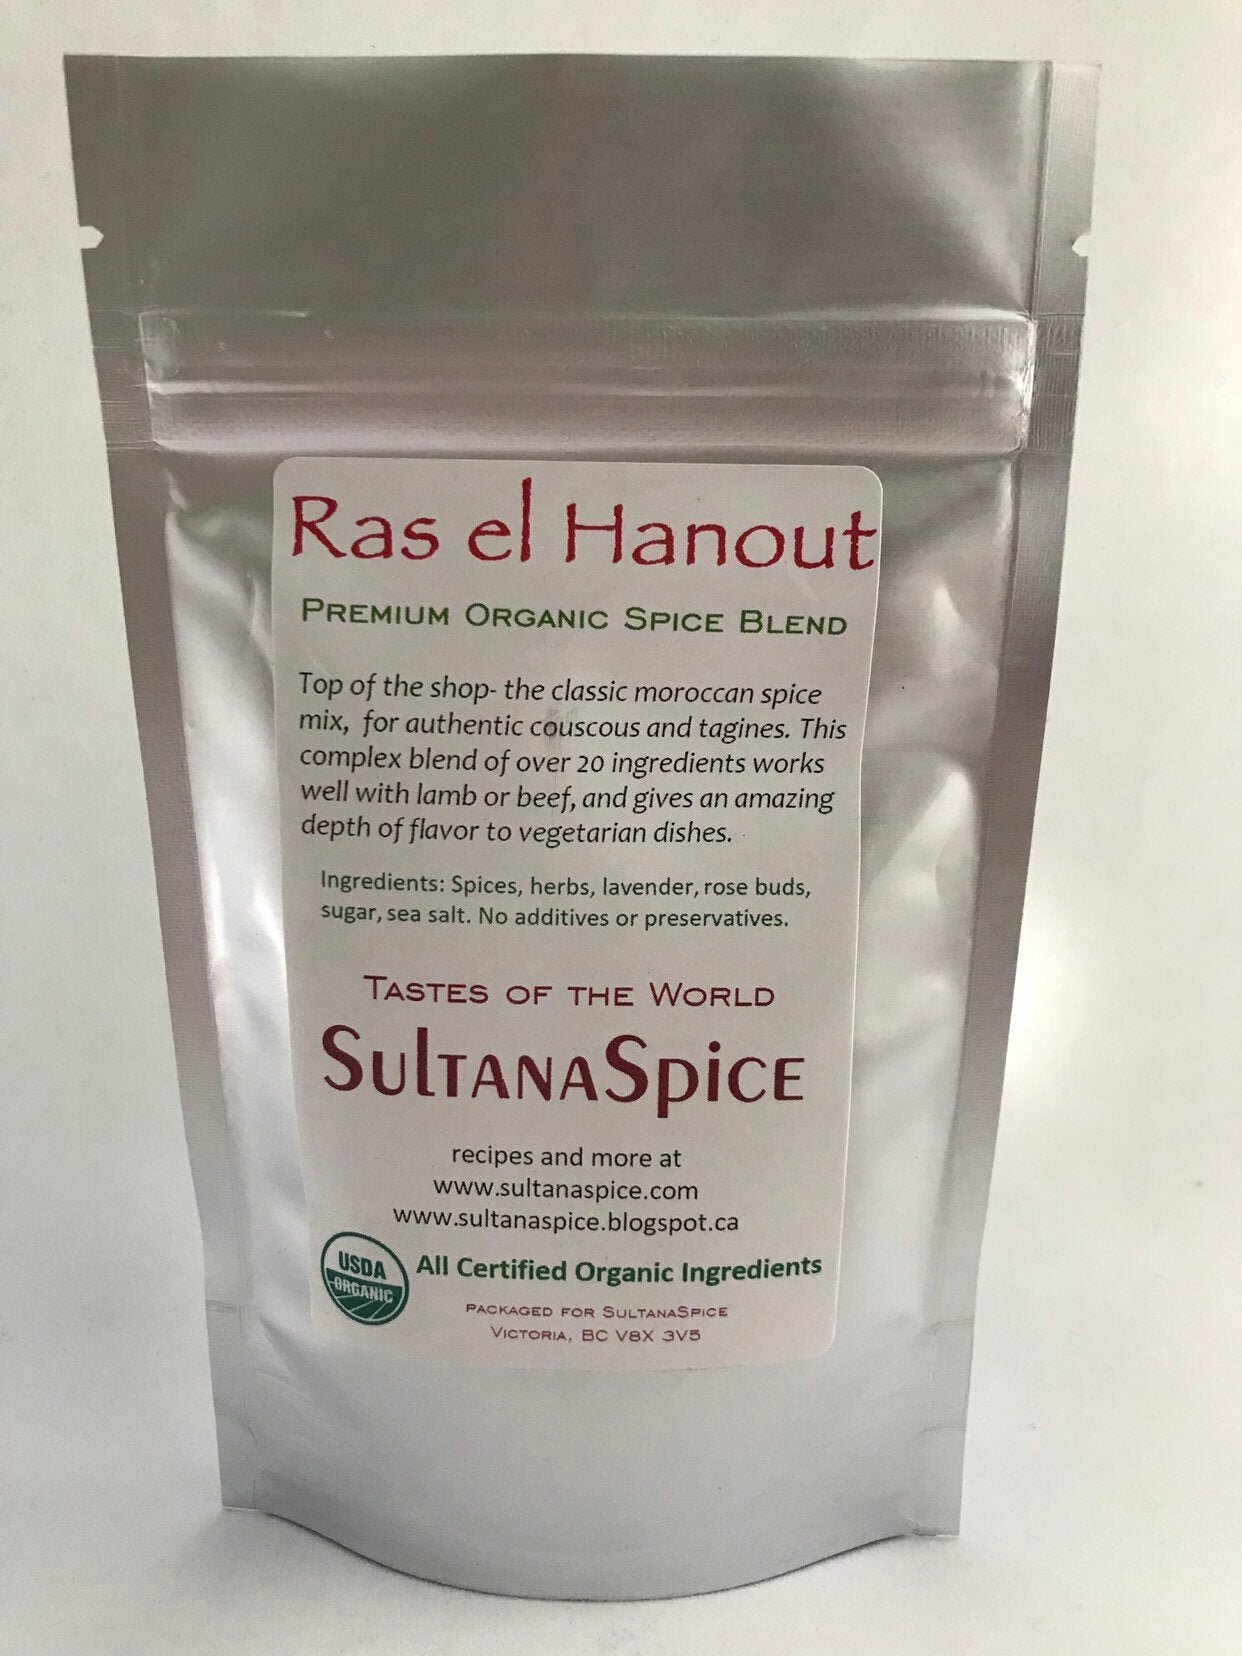 Ras el Hanout
PREMIUM ORGANIC SPICE BLEND
Top of the shop- the classic moroccan spice
mix, for authentic couscous and tagines. This
complex blend of over 20 ingredients works
well with lamb or beef, and gives an amazing
depth of flavor to vegetarian dishes.
Ingredients: Spices, herbs, lavender, rose buds,
sugar, sea salt. No additives or preservatives.
TASTES OF THE WORLD
SultanaSpice
recipes and more at
www.sultanaspice.com
www.sultanaspice.blogspot.ca
USDA
ORGANIC
All Certified Organic Ingredients
PACKAGED FOR SULTANASPICE
VICTORIA, BC V8X 3V5